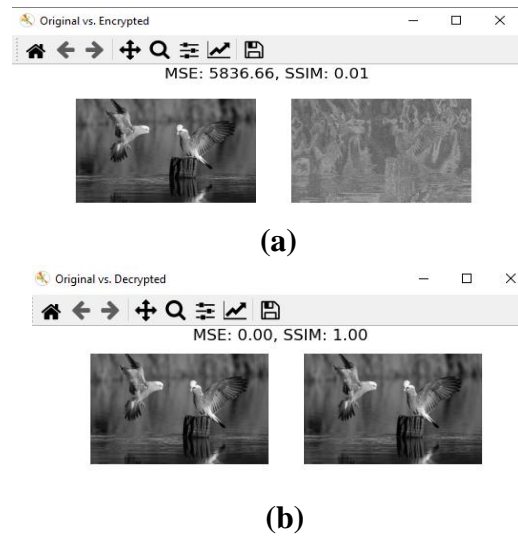 Original vs. Encrypted
MSE: 5836.66, SSIM: 0.01
(a)
Original vs. Decrypted
MSE: 0.00, SSIM: 1.00
(b)